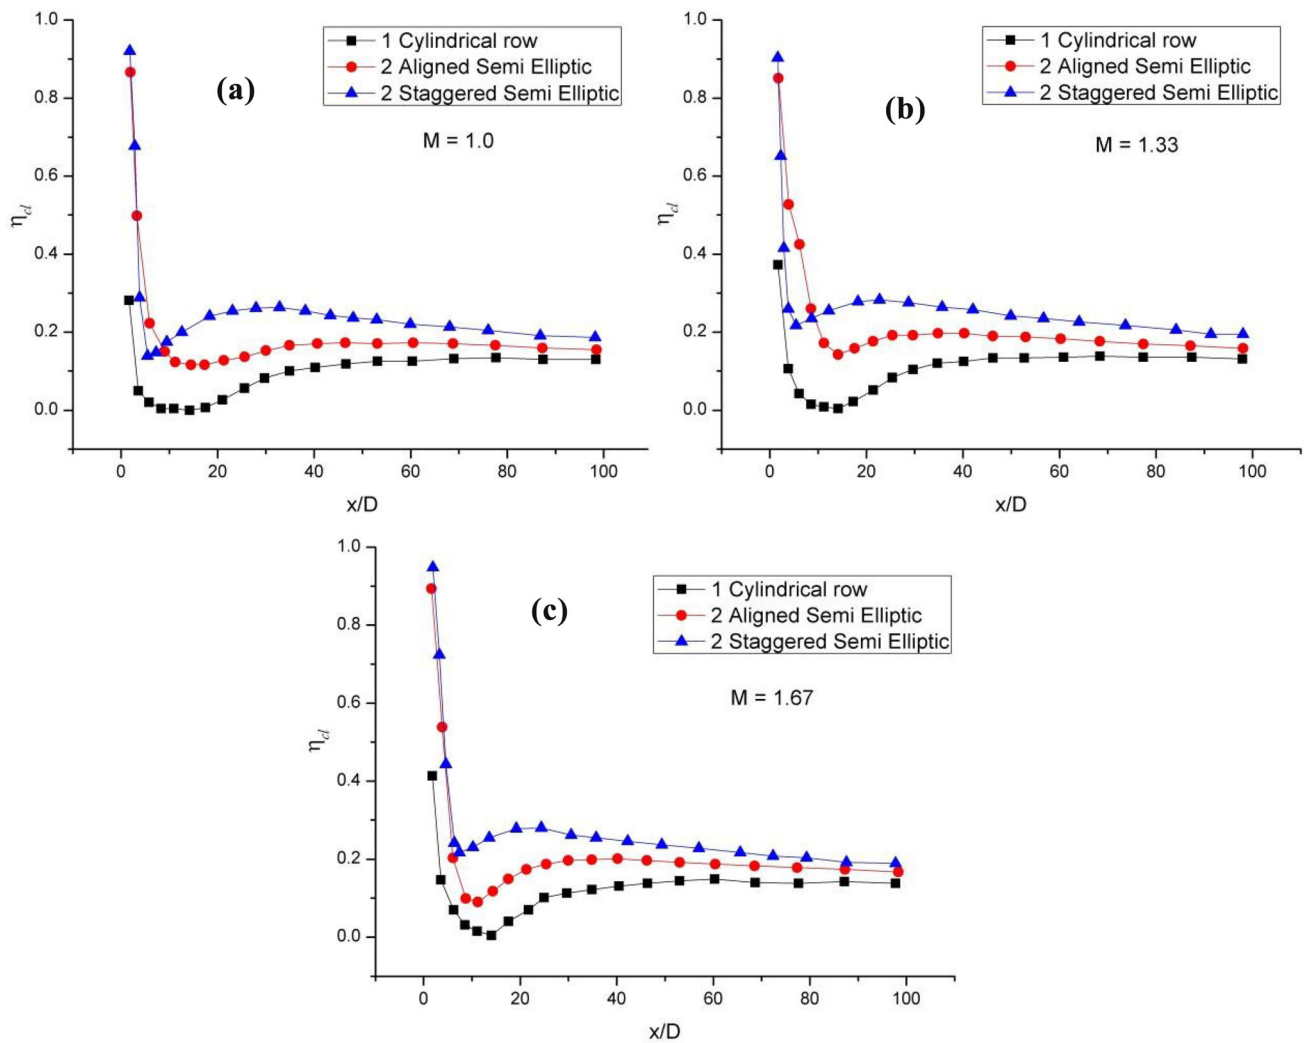 (a)
1 Cylindrical row
2 Aligned Semi Elliptic
2 Staggered Semi Elliptic
M = 1.0
1.0
0.8
0.6
0.4
0.2
0.0
ηcl
0 20 40 60 80 100
x/D
(b)
1 Cylindrical row
2 Aligned Semi Elliptic
2 Staggered Semi Elliptic
M = 1.33
1.0
0.8
0.6
0.4
0.2
0.0
ηcl
0 20 40 60 80 100
x/D
(c)
1 Cylindrical row
2 Aligned Semi Elliptic
2 Staggered Semi Elliptic
M = 1.67
1.0
0.8
0.6
0.4
0.2
0.0
ηcl
0 20 40 60 80 100
x/D